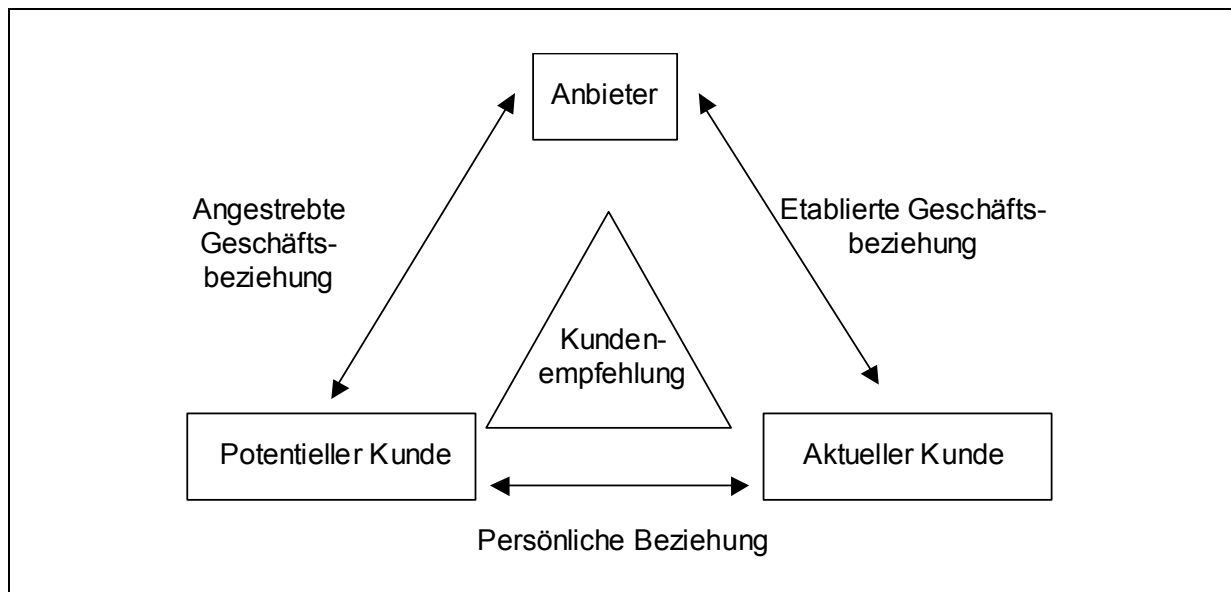 Anbieter
Angestrebte
Geschäfts-
beziehung
Etablierte Geschäfts-
beziehung
Kunden-
empfehlung
Potentieller Kunde
Aktueller Kunde
Persönliche Beziehung